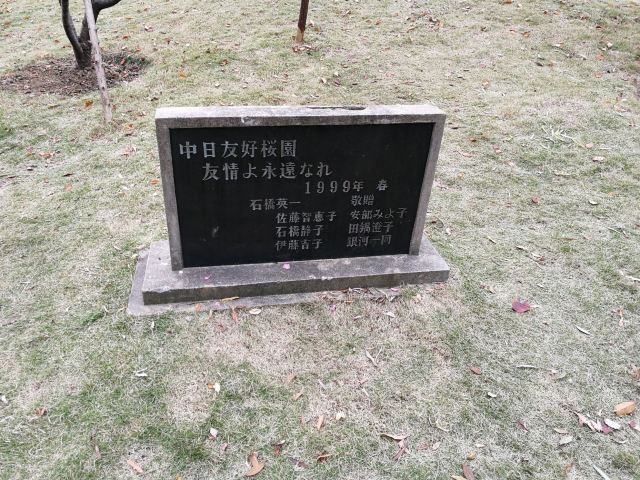 中日友好桜園
友情よ永遠なれ
1999年 春
石橋英一 敬贈
佐藤智恵子 安部みよ子
石橋静子 田鍋澄子
伊藤吉子 銀河一同